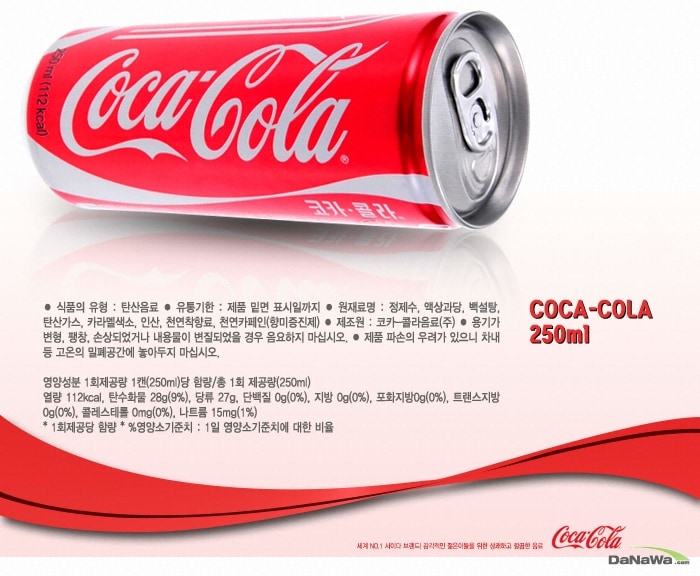 250 ml (112 kcal)
Coca-Cola
®
코카·콜라™
● 식품의 유형 : 탄산음료 ● 유통기한 : 제품 밑면 표시일까지 ● 원재료명 : 정제수, 액상과당, 백설탕,
탄산가스, 카라멜색소, 인산, 천연착향료, 천연카페인(향미증진제) ● 제조원 : 코카-콜라음료(주) ● 용기가
변형, 팽창, 손상되었거나 내용물이 변질되었을 경우 음요하지 마십시오. ● 제품 파손의 우려가 있으니 차내
등 고온의 밀폐공간에 놓아두지 마십시오.
COCA-COLA
250ml
영양성분 1회제공량 1캔(250ml)당 함량/총 1회 제공량(250ml)
열량 112kcal, 탄수화물 28g(9%), 당류 27g, 단백질 0g(0%), 지방 0g(0%), 포화지방0g(0%), 트랜스지방
0g(0%), 콜레스테롤 0mg(0%), 나트륨 15mg(1%)
* 1회제공당 함량 * %영양소기준치 : 1일 영양소기준치에 대한 비율
세계 NO.1 사이다 브랜드! 감각적인 젊은이들을 위한 상쾌하고 깔끔한 음료
Coca-Cola
DaNaWa.com